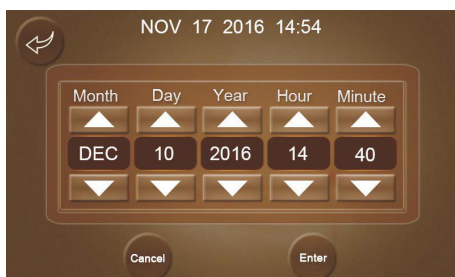 NOV 17 2016 14:54
Month Day Year Hour Minute
DEC 10 2016 14 40
Cancel Enter